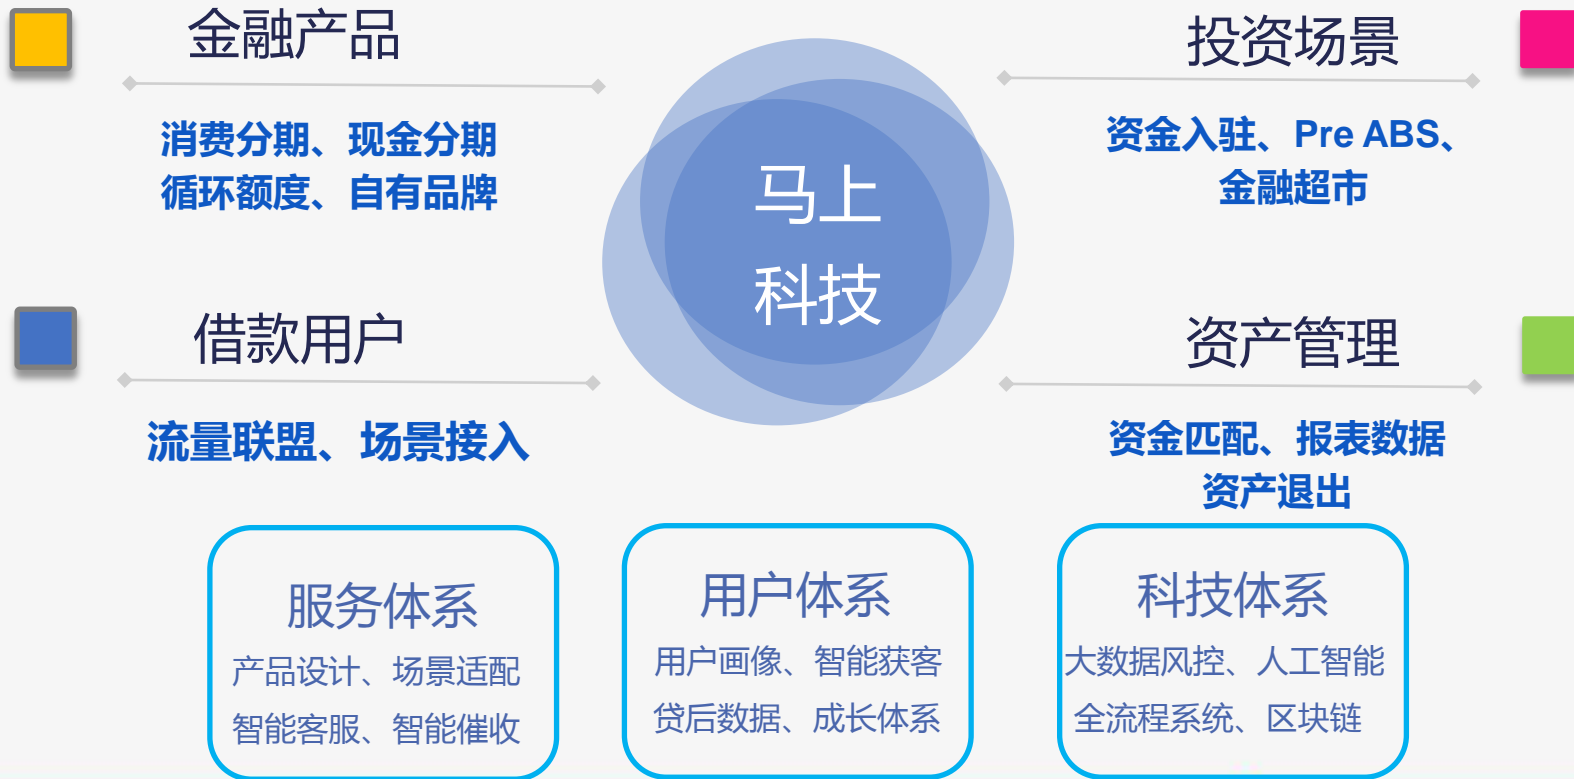 金融产品
消费分期、现金分期
循环额度、自有品牌
借款用户
流量联盟、场景接入
马上
科技
投资场景
资金入驻、Pre ABS、
金融超市
资产管理
资金匹配、报表数据
资产退出
服务体系
产品设计、场景适配
智能客服、智能催收
用户体系
用户画像、智能获客
贷后数据、成长体系
科技体系
大数据风控、人工智能
全流程系统、区块链